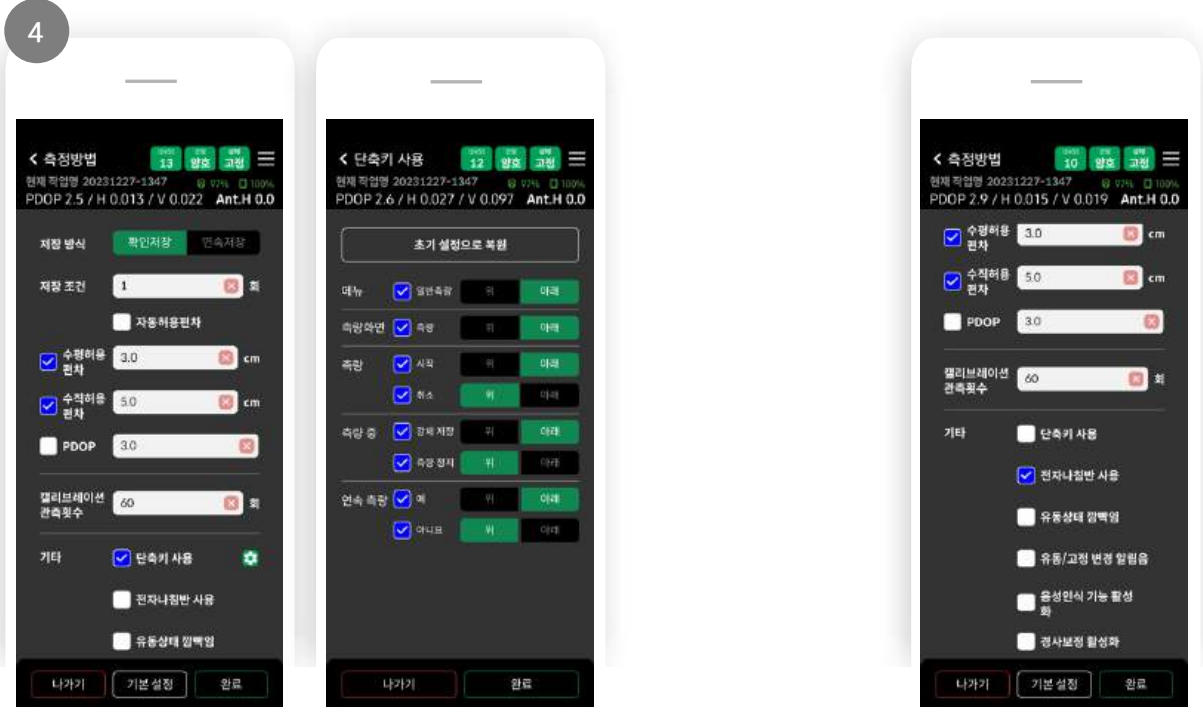 4
측정방법
13
양호
고정
현재 작업명 20231227-1347
97%
100%
PDOP 2.5 / H 0.013 / V 0.022 Ant.H 0.0
저장 방식
확인저장
연속저장
저장 조건
1
회
자동허용편차
수평허용
편차
3.0
cm
수직허용
편차
5.0
cm
PDOP
3.0
캘리브레이션
관측횟수
60
회
기타
단축키 사용
전자나침반 사용
유동상태 깜빡임
나가기
기본 설정
완료
단축키 사용
12
양호
고정
현재 작업명 20231227-1347
97%
100%
PDOP 2.6 / H 0.027 / V 0.097 Ant.H 0.0
초기 설정으로 복원
메뉴
일반측량
위
아래
측량화면
측량
위
아래
측량
시작
위
아래
취소
위
아래
측량 중
강제 저장
위
아래
측량 정지
위
아래
연속 측량
예
위
아래
아니요
위
아래
나가기
완료
측정방법
10
양호
고정
현재 작업명 20231227-1347
97%
100%
PDOP 2.9 / H 0.015 / V 0.019 Ant.H 0.0
수평허용
편차
3.0
cm
수직허용
편차
5.0
cm
PDOP
3.0
캘리브레이션
관측횟수
60
회
기타
단축키 사용
전자나침반 사용
유동상태 깜빡임
유동/고정 변경 알림음
음성인식 기능 활성
화
경사보정 활성화
나가기
기본 설정
완료